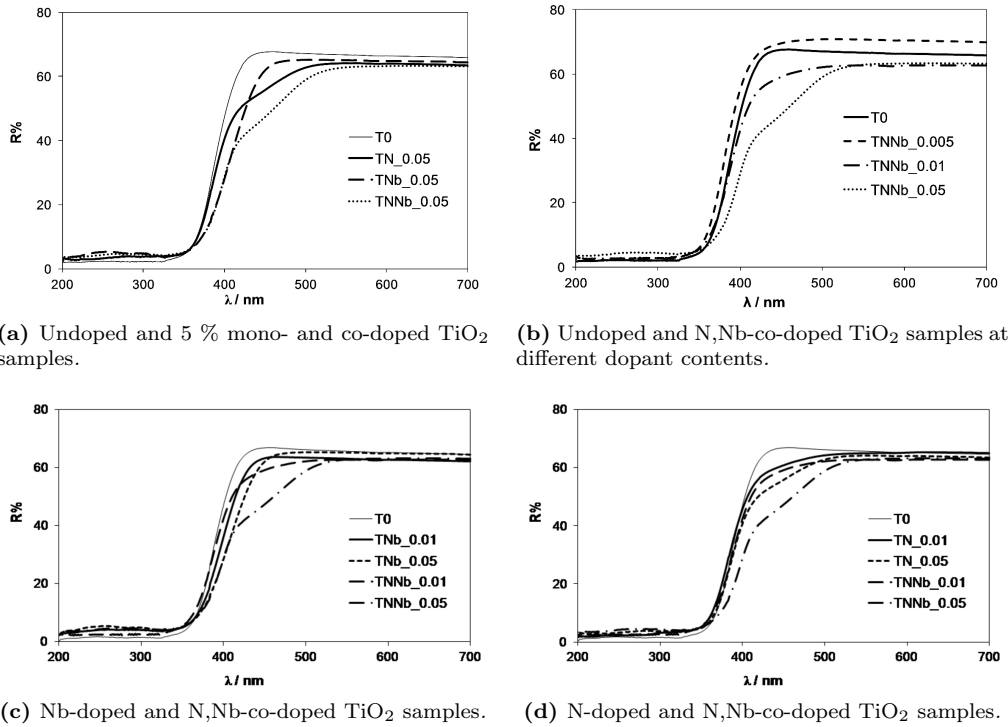 80
60
40
20
0
R%
200 300 400 500 600 700
λ / nm
T0
TN_0.05
TNb_0.05
TNNb_0.05
80
60
40
20
0
R%
200 300 400 500 600 700
λ / nm
T0
TNNb_0.005
TNNb_0.01
TNNb_0.05
(a) Undoped and 5 % mono- and co-doped TiO₂
samples.
(b) Undoped and N,Nb-co-doped TiO₂ samples at
different dopant contents.
80
60
40
20
0
R%
200 300 400 500 600 700
λ / nm
T0
TNb_0.01
TNb_0.05
TNNb_0.01
TNNb_0.05
80
60
40
20
0
R%
200 300 400 500 600 700
λ / nm
T0
TN_0.01
TN_0.05
TNNb_0.01
TNNb_0.05
(c) Nb-doped and N,Nb-co-doped TiO₂ samples.
(d) N-doped and N,Nb-co-doped TiO₂ samples.